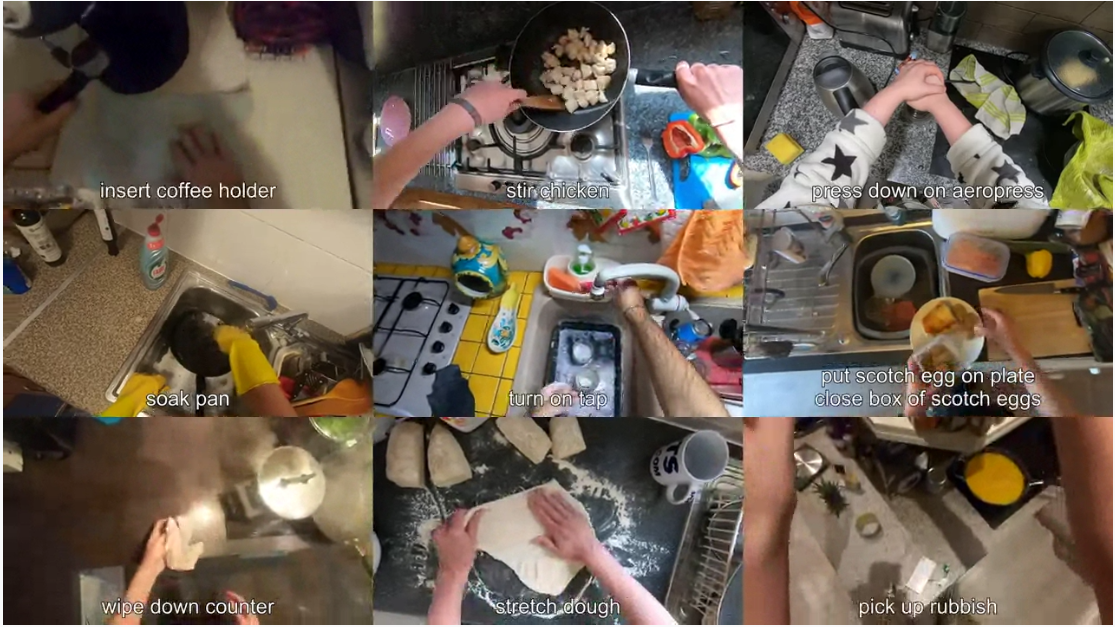 insert coffee holder
stir chicken
press down on aeropress
soak pan
turn on tap
put scotch egg on plate
close box of scotch eggs
wipe down counter
stretch dough
pick up rubbish